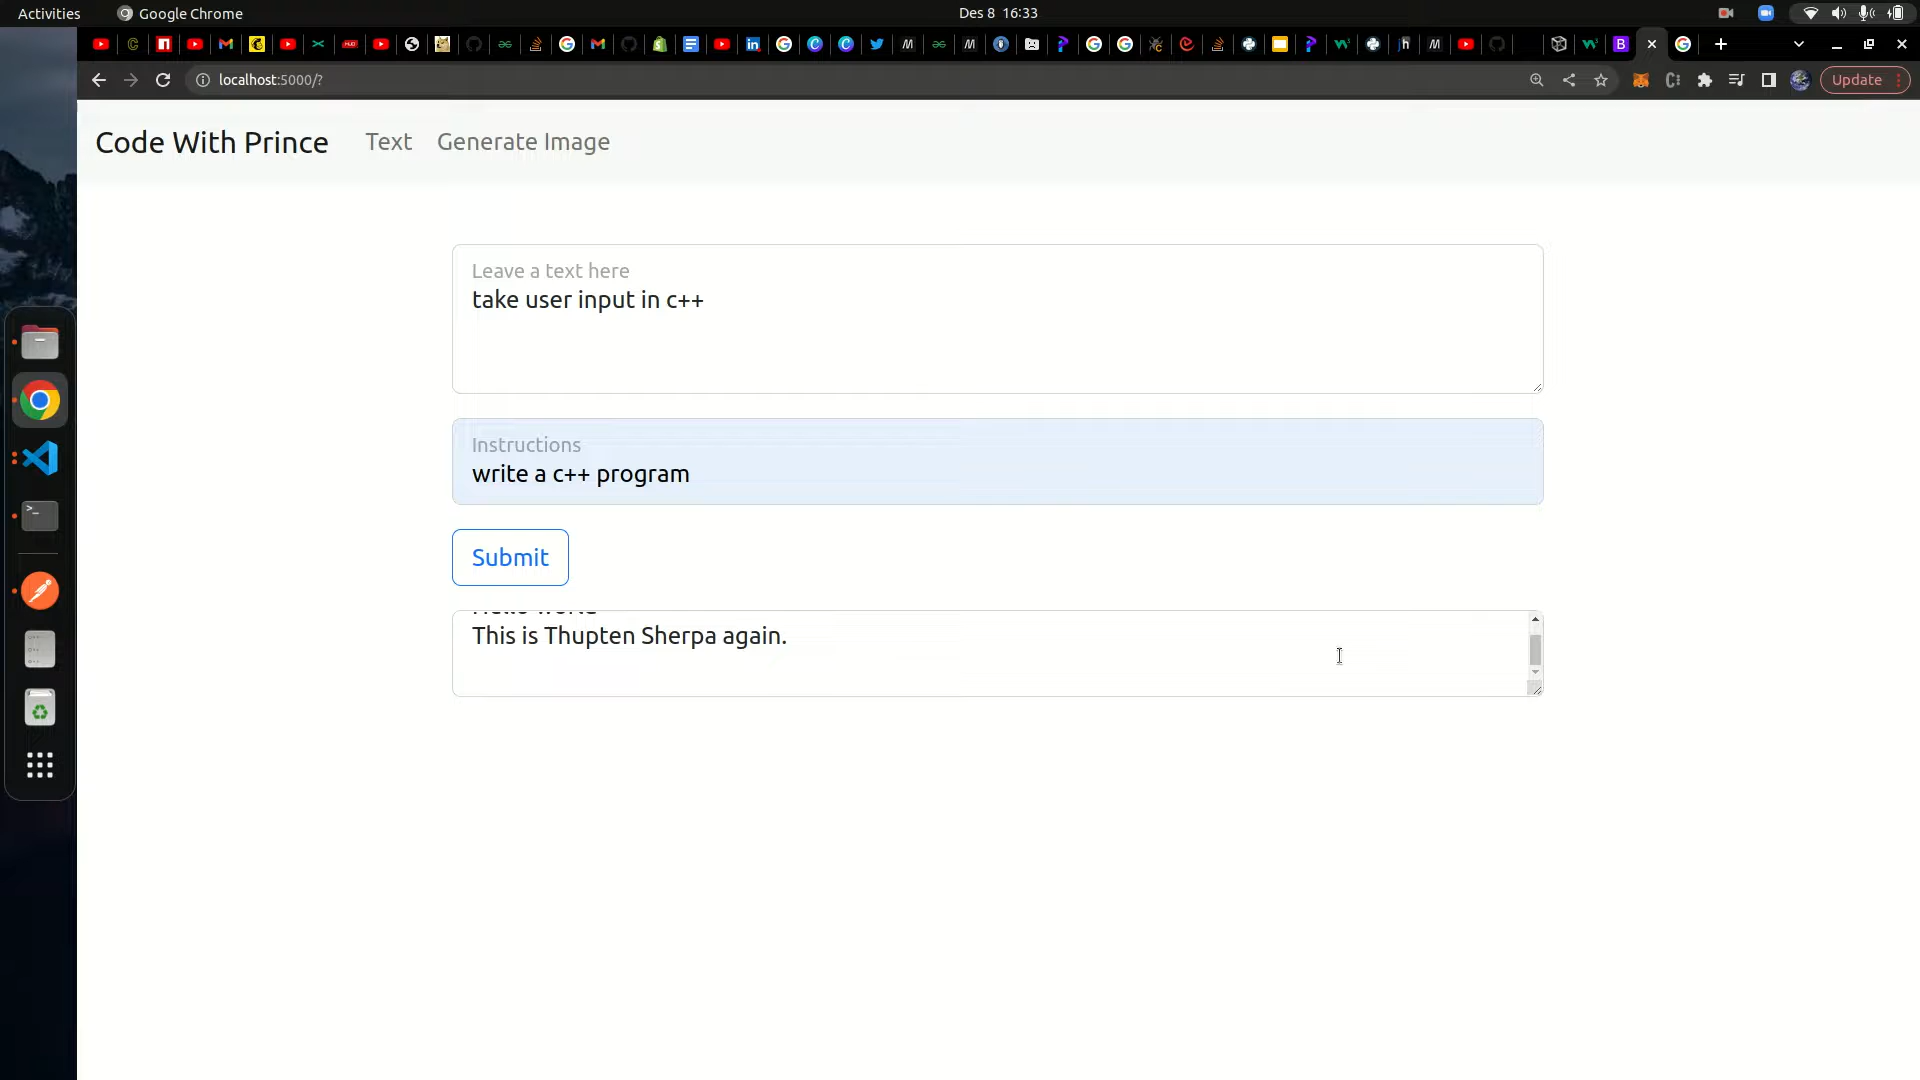 Activities
Google Chrome
Des 8 16:33
localhost:5000/?
Update
Code With Prince
Text
Generate Image
Leave a text here
take user input in c++
Instructions
write a c++ program
Submit
This is Thupten Sherpa again.